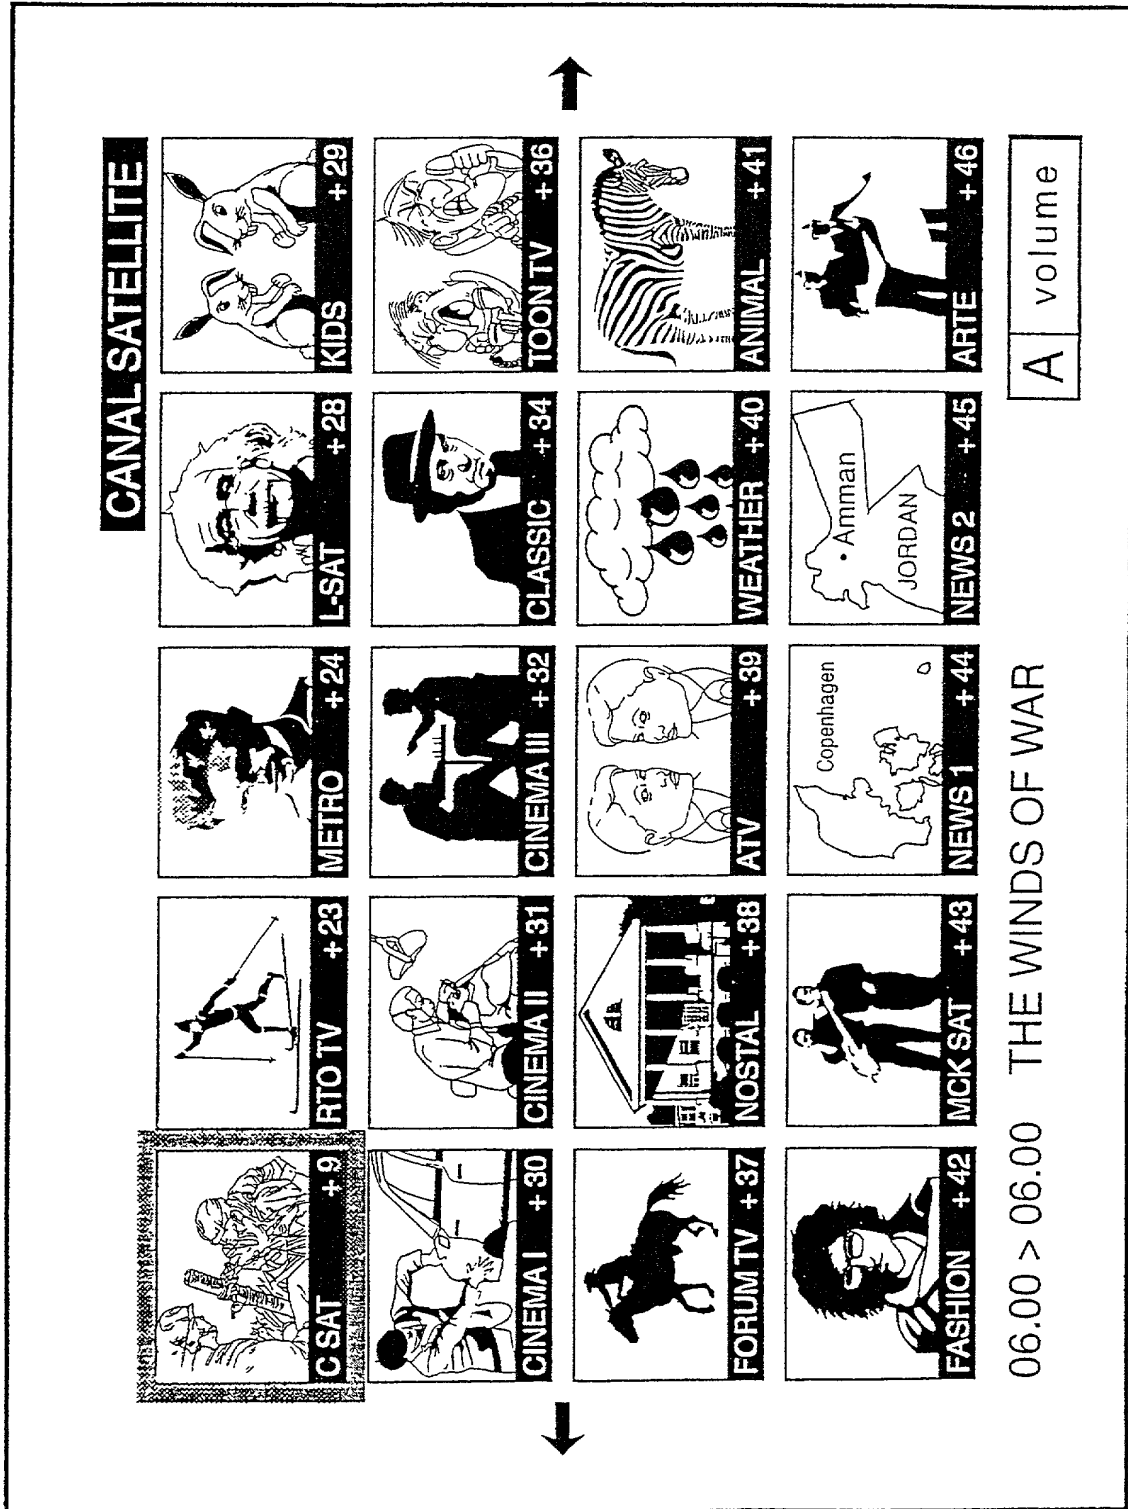 CANAL SATELLITE
C SAT + 9
RTO TV + 23
METRO + 24
L-SAT + 28
KIDS + 29
CINEMA I + 30
CINEMA II + 31
CINEMA III + 32
CLASSIC + 34
TOON TV + 36
FORUM TV + 37
NOSTAL + 38
ATV + 39
WEATHER + 40
ANIMAL + 41
Copenhagen
Amman
JORDAN
FASHION + 42
MCK SAT + 43
NEWS 1 + 44
NEWS 2 + 45
ARTE + 46
06.00 > 06.00 THE WINDS OF WAR
A volume